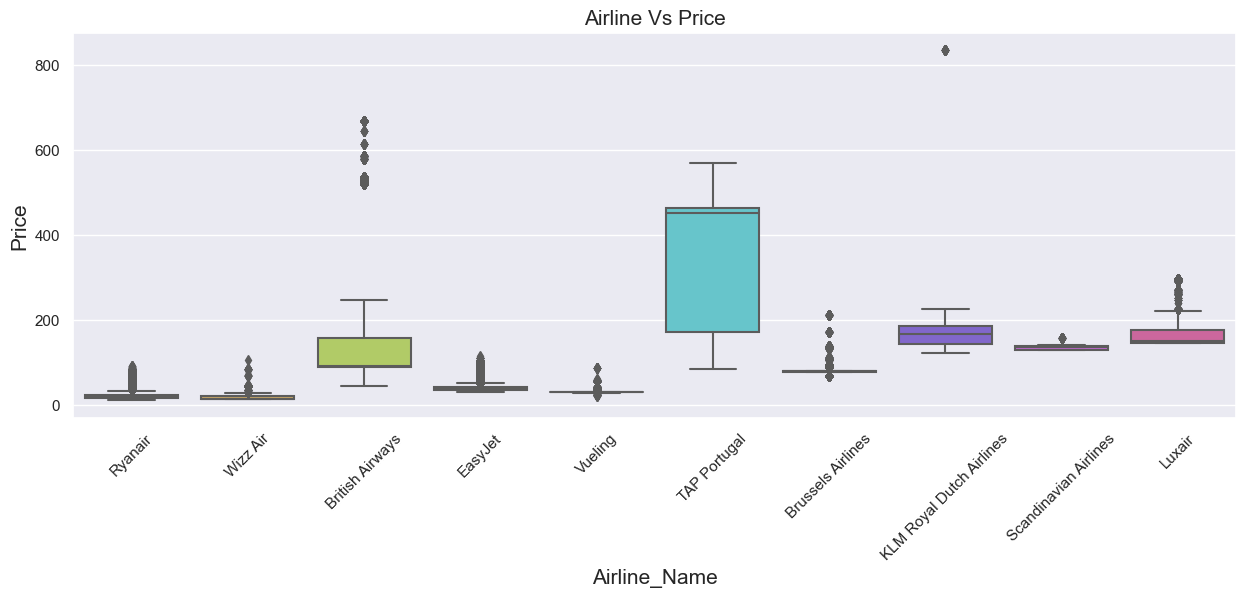 Airline Vs Price
Price
800
600
400
200
0
Ryanair
Wizz Air
British Airways
EasyJet
Vueling
TAP Portugal
Brussels Airlines
KLM Royal Dutch Airlines
Scandinavian Airlines
Luxair
Airline_Name